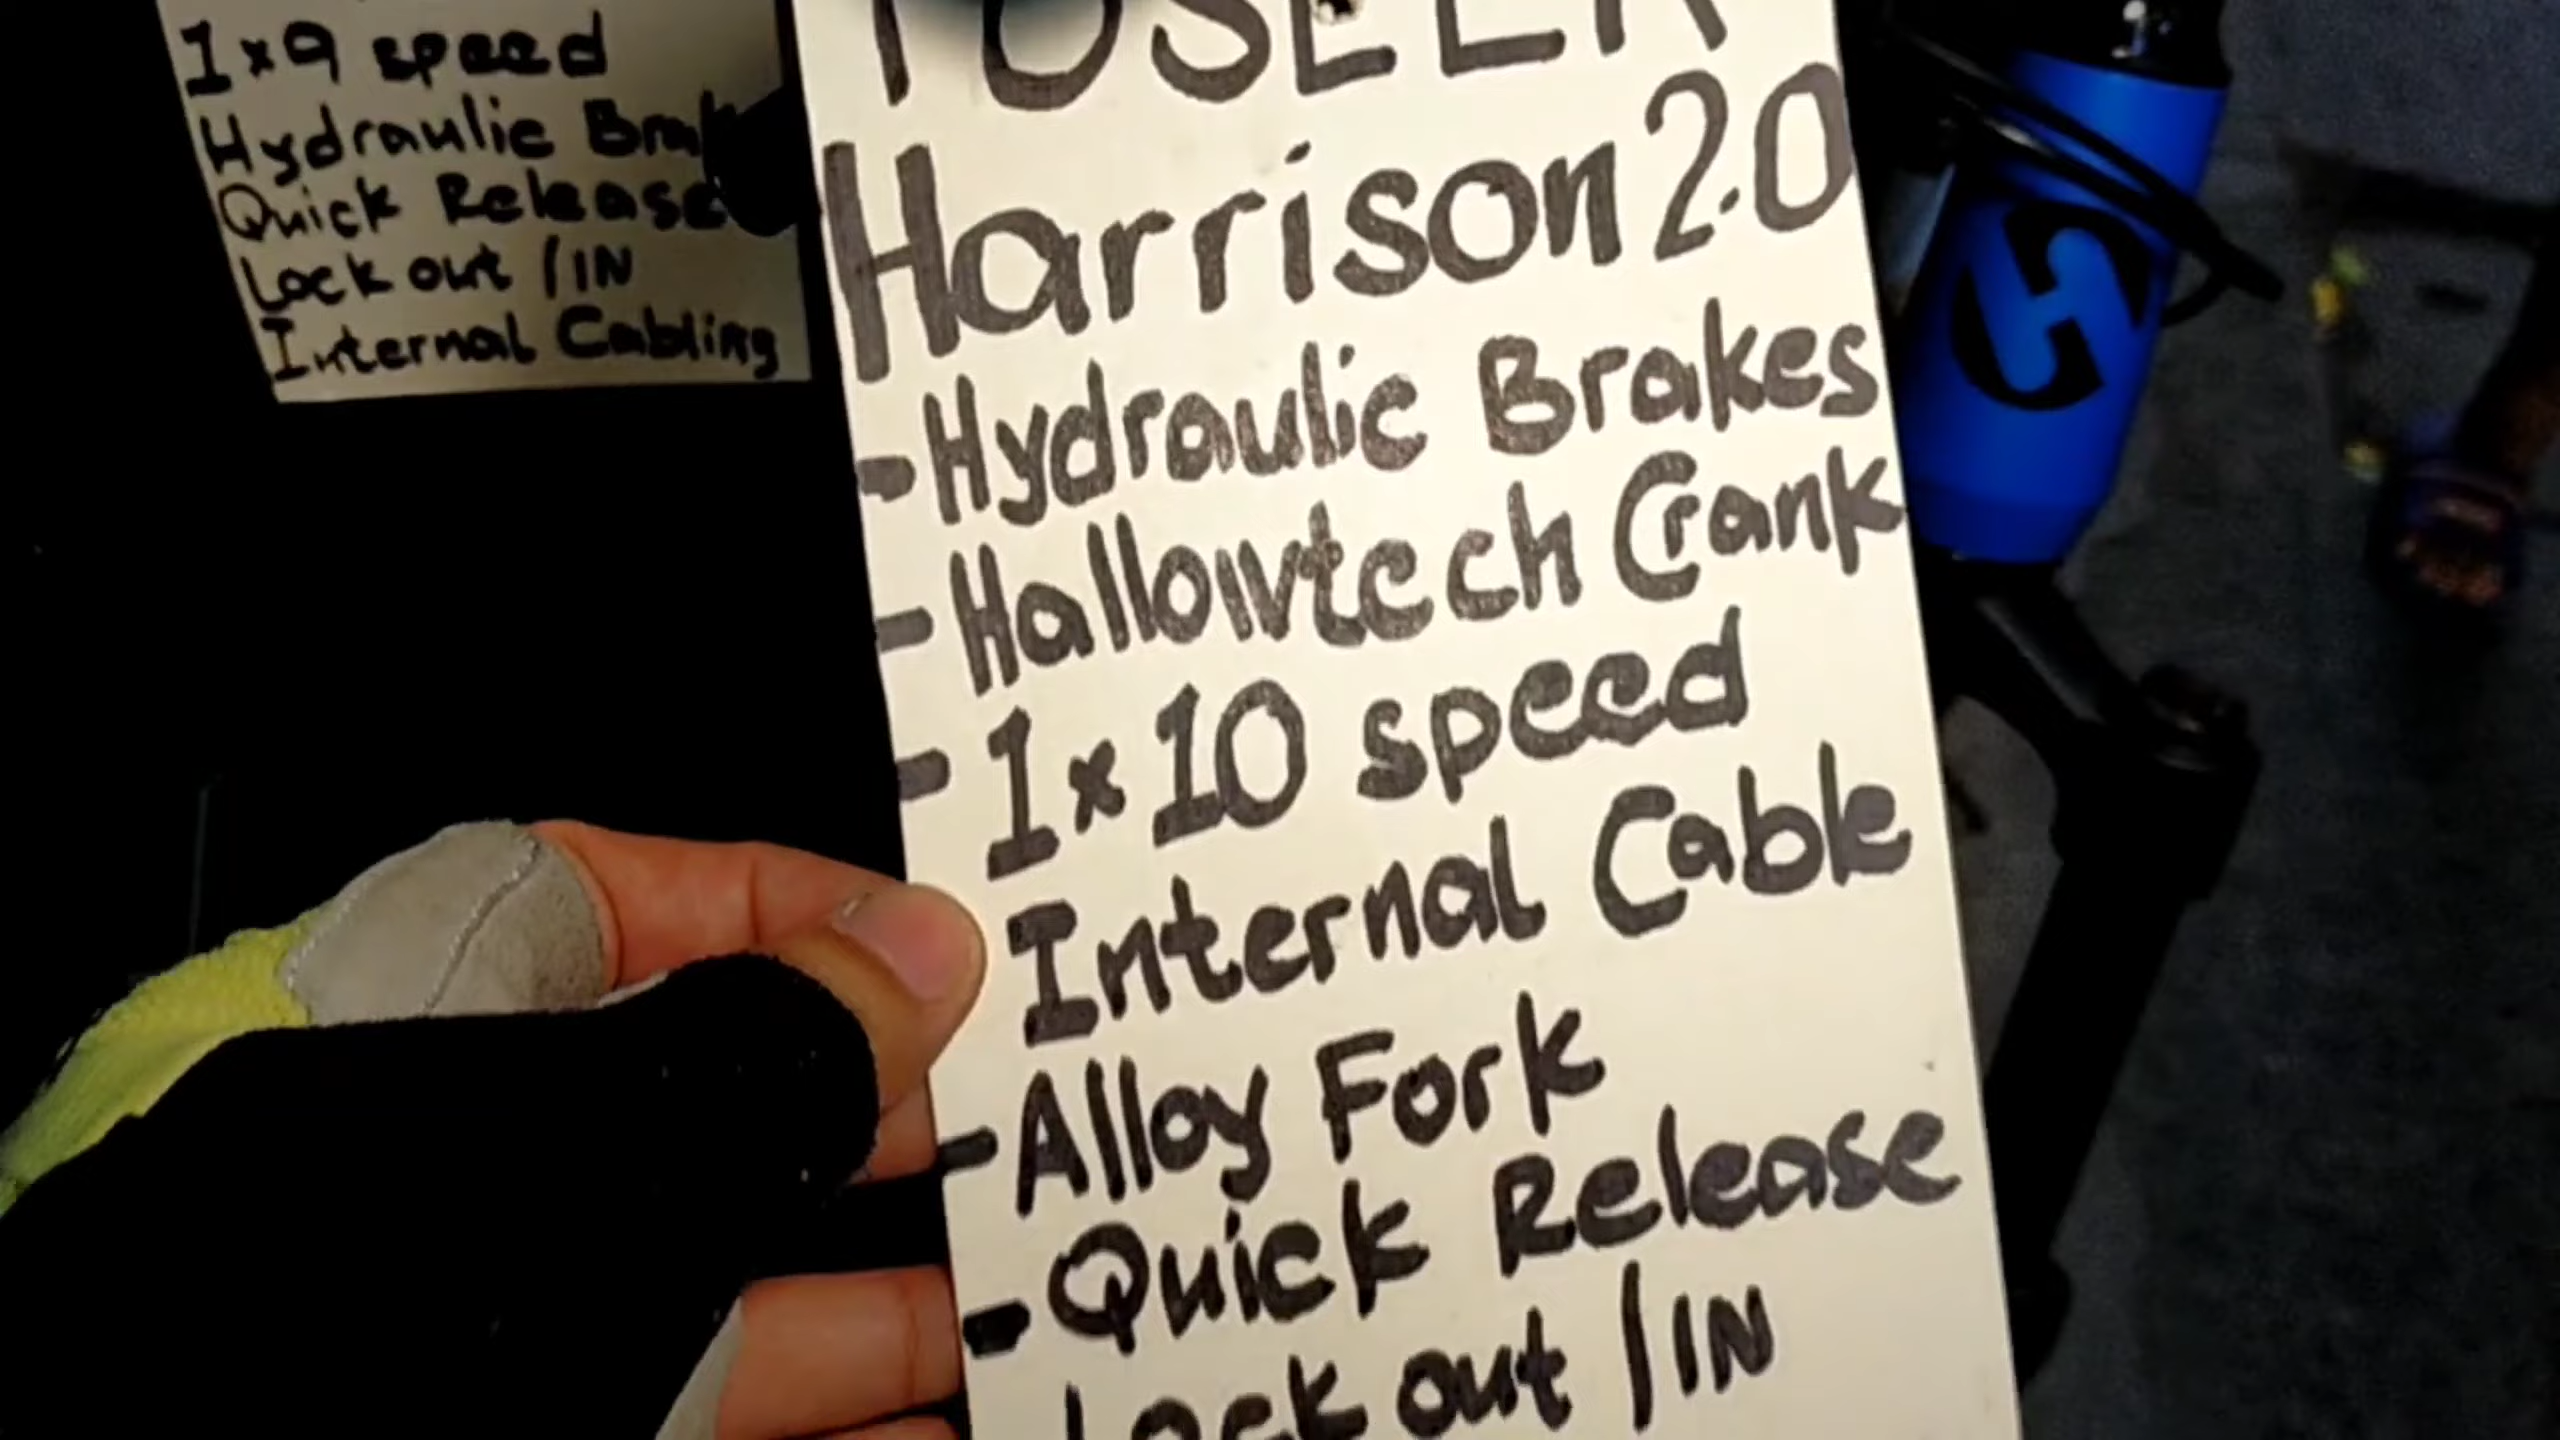 1x9 speed
Hydraulic
Quick Release
Lock out /IN
Internal Cabling
TOSEEK
Harrison 2.0
-Hydraulic Brakes
-Hallowtech Crank
-1x10 speed
Internal Cable
-Alloy Fork
-Quick Release
Lock out /IN